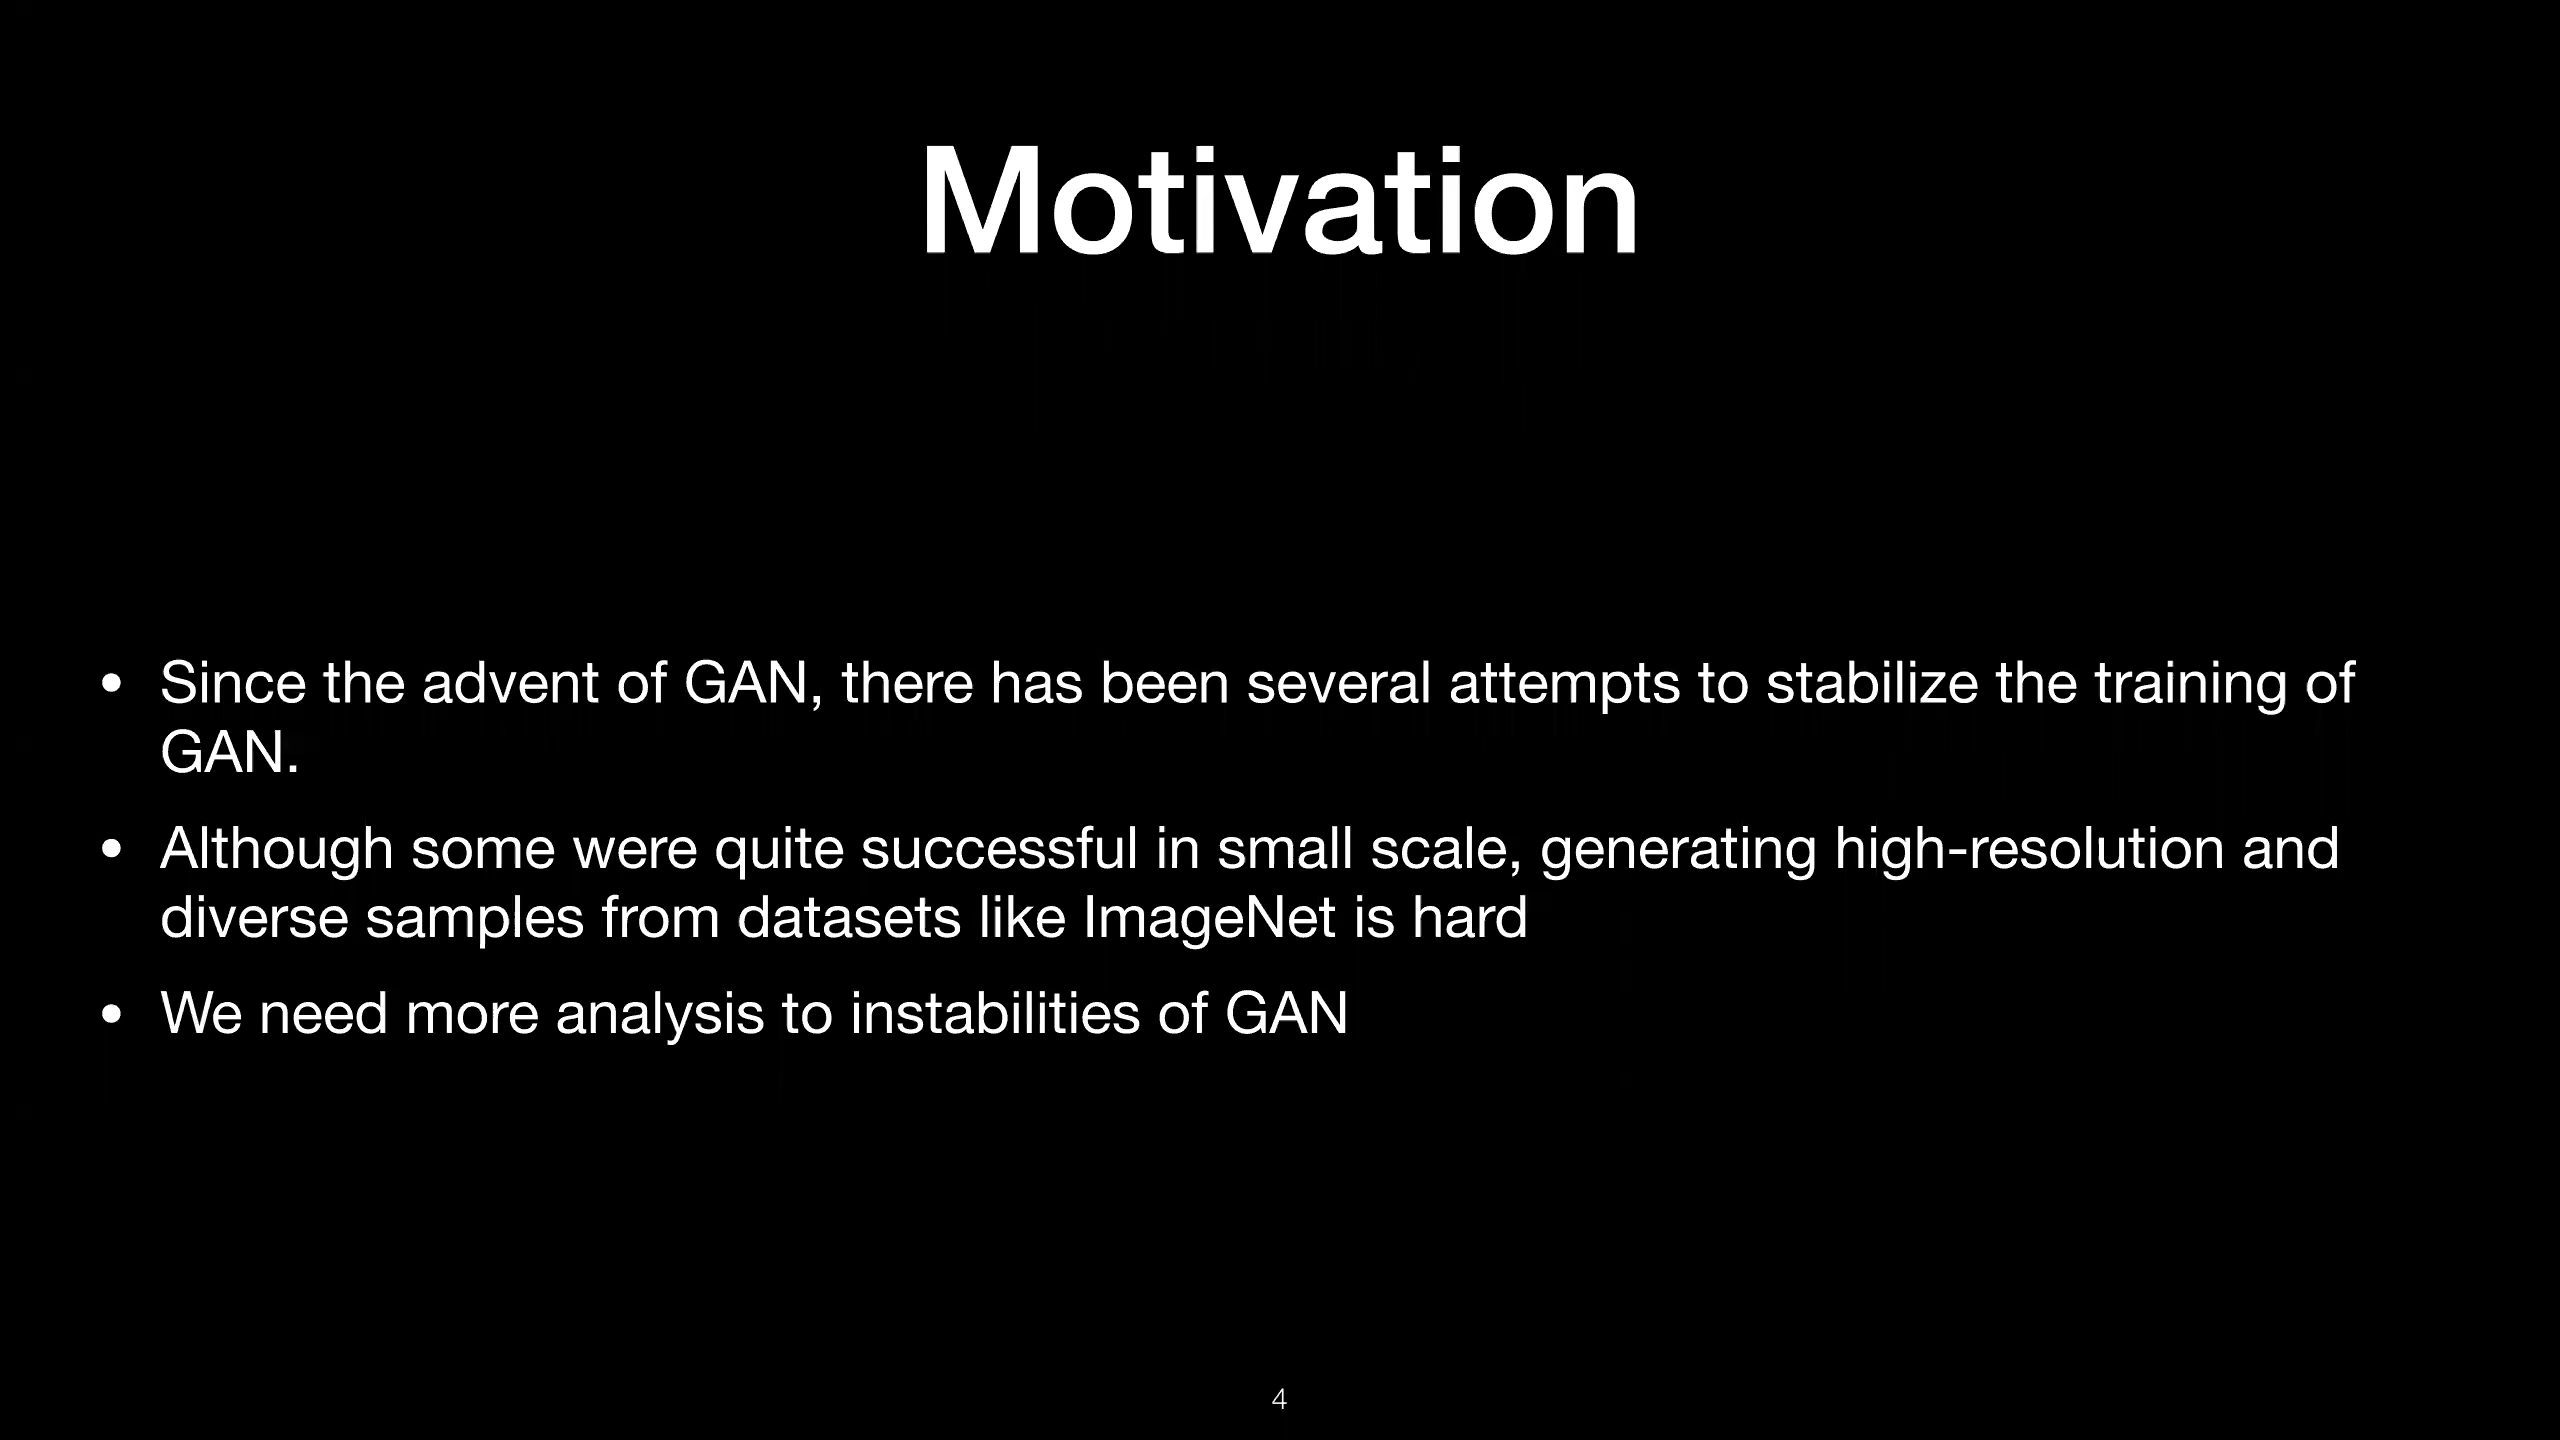 Motivation
• Since the advent of GAN, there has been several attempts to stabilize the training of
GAN.
• Although some were quite successful in small scale, generating high-resolution and
diverse samples from datasets like ImageNet is hard
• We need more analysis to instabilities of GAN
4